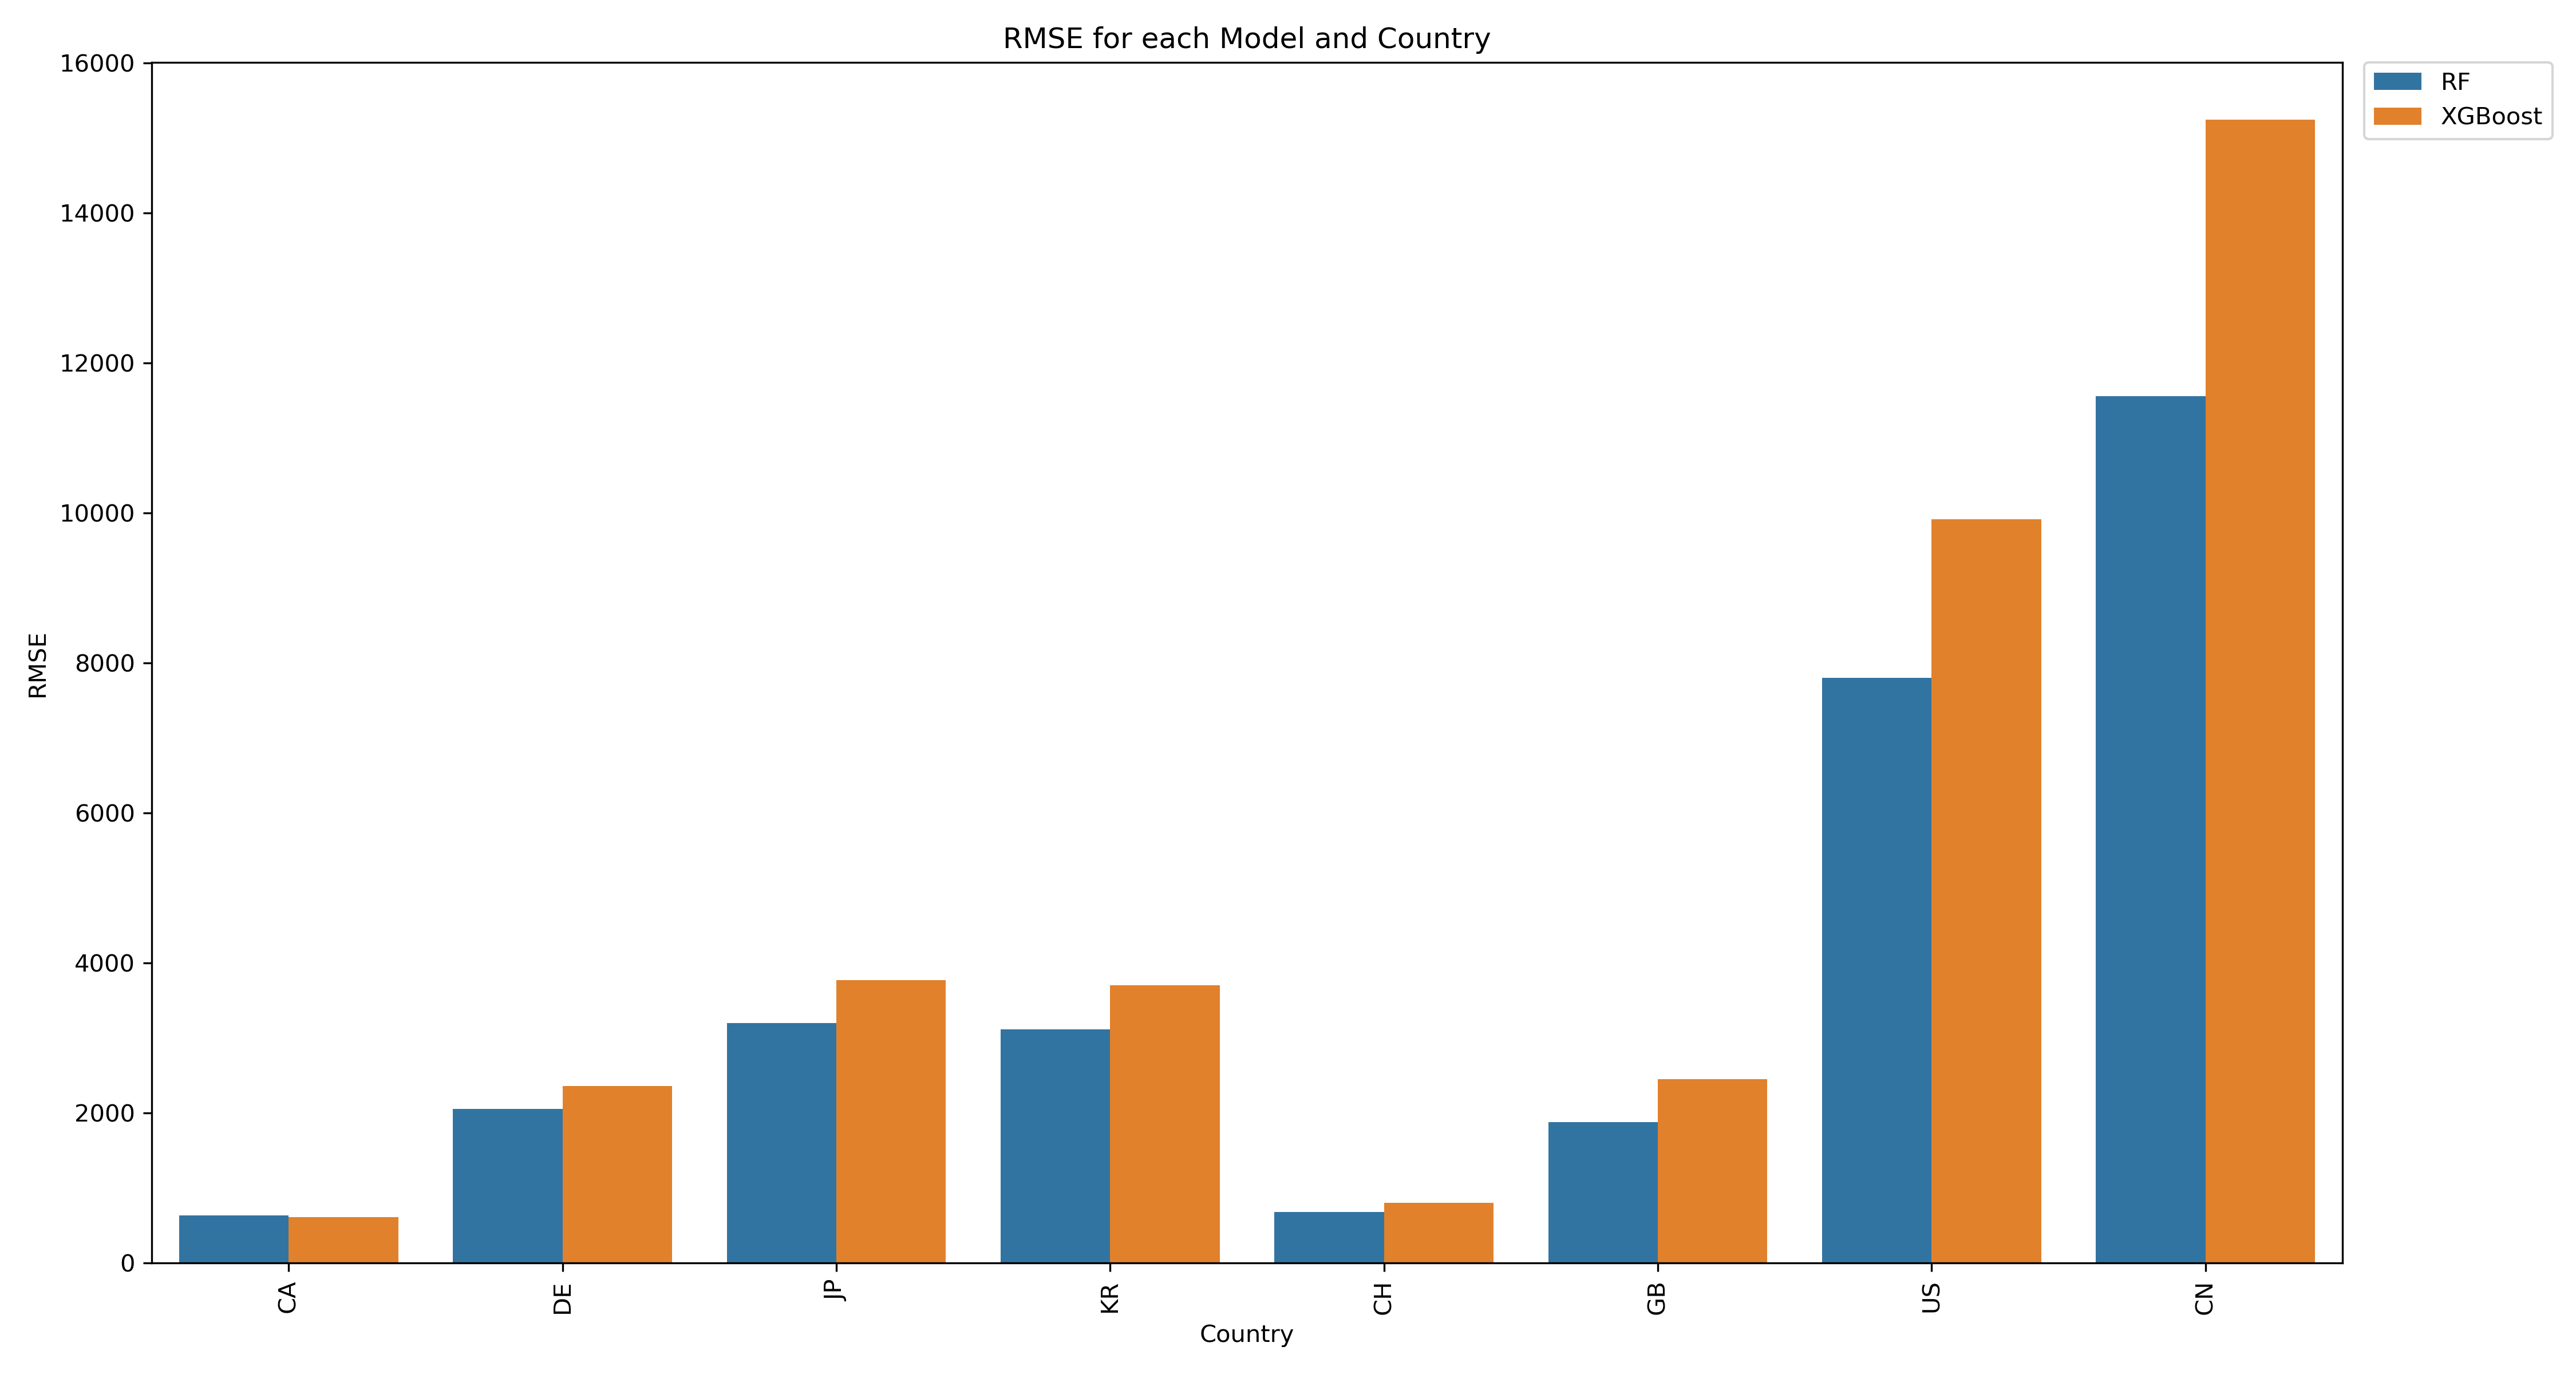 RMSE for each Model and Country
RF
XGBoost
16000
14000
12000
10000
8000
6000
4000
2000
0
RMSE
CA
DE
JP
KR
CH
GB
US
CN
Country